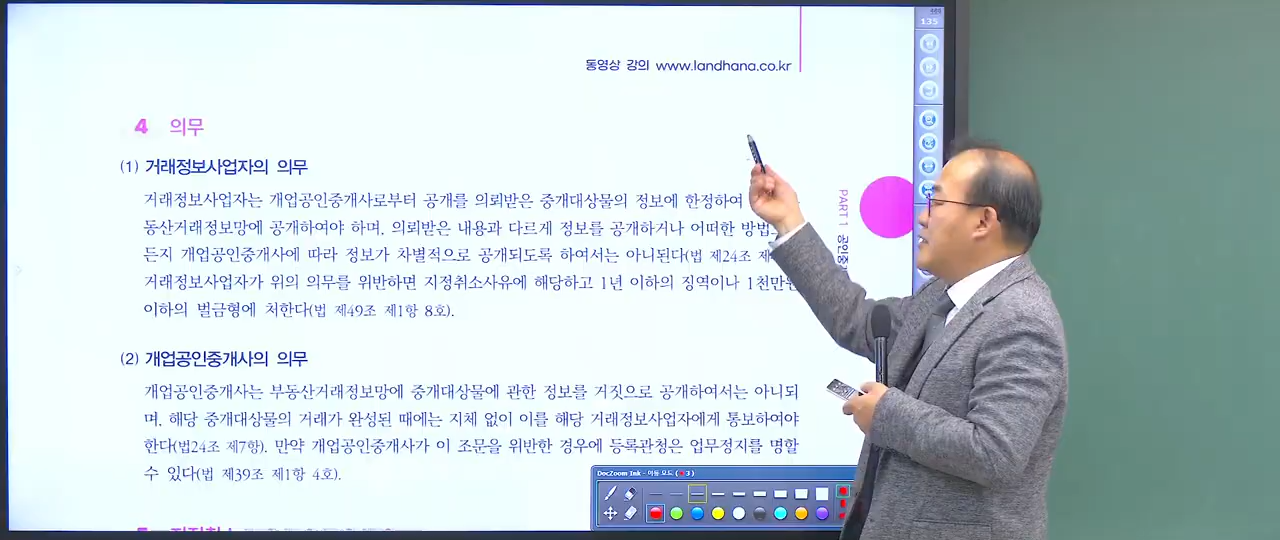 동영상 강의 www.landhana.co.kr
135
4 의무
(1) 거래정보사업자의 의무
거래정보사업자는 개업공인중개사로부터 공개를 의뢰받은 중개대상물의 정보에 한정하여
동산거래정보망에 공개하여야 하며, 의뢰받은 내용과 다르게 정보를 공개하거나 어떠한 방법
든지 개업공인중개사에 따라 정보가 차별적으로 공개되도록 하여서는 아니된다(법 제24조
거래정보사업자가 위의 의무를 위반하면 지정취소사유에 해당하고 1년 이하의 징역이나 1천만원
이하의 벌금형에 처한다(법 제49조 제1항 8호).
(2) 개업공인중개사의 의무
개업공인중개사는 부동산거래정보망에 중개대상물에 관한 정보를 거짓으로 공개하여서는 아니되
며, 해당 중개대상물의 거래가 완성된 때에는 지체 없이 이를 해당 거래정보사업자에게 통보하여야
한다(법24조 제7항). 만약 개업공인중개사가 이 조문을 위반한 경우에 등록관청은 업무정지를 명할
수 있다(법 제39조 제1항 4호).
PART 1 공인중개
DocZoom Ink - 이동 모드 ( 3 )